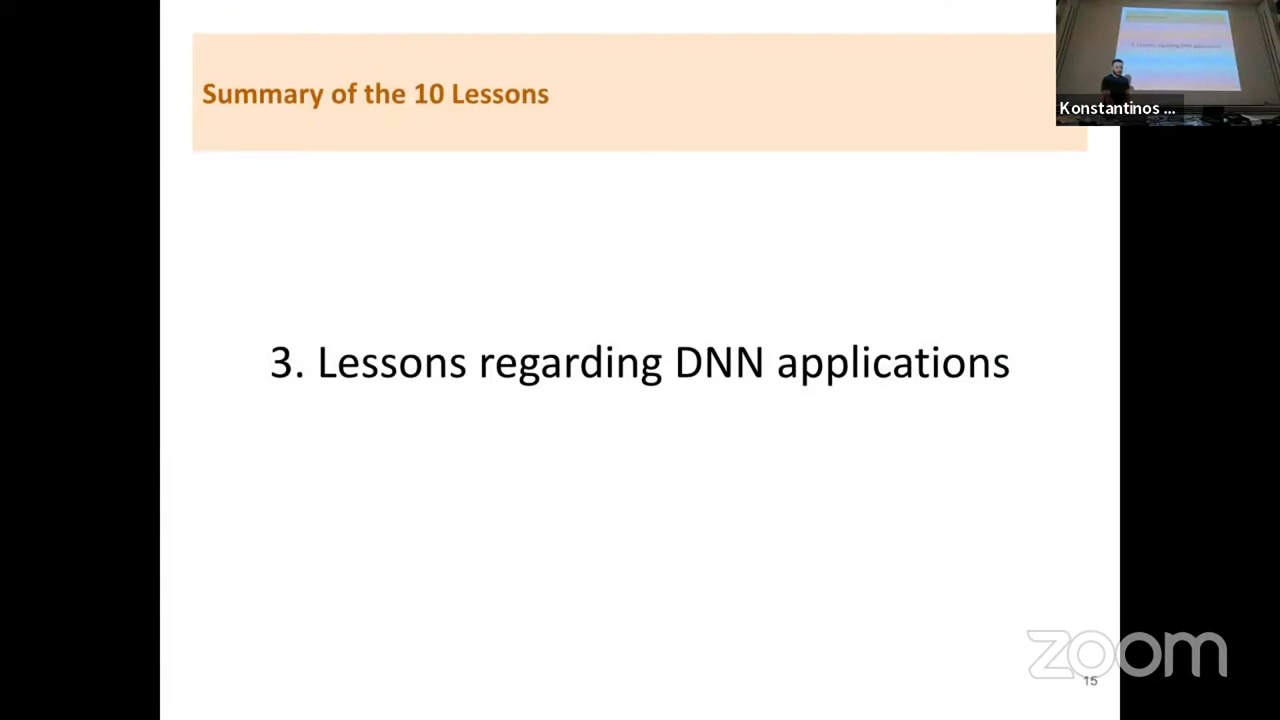 Summary of the 10 Lessons
Konstantinos ...
3. Lessons regarding DNN applications
zoom
15